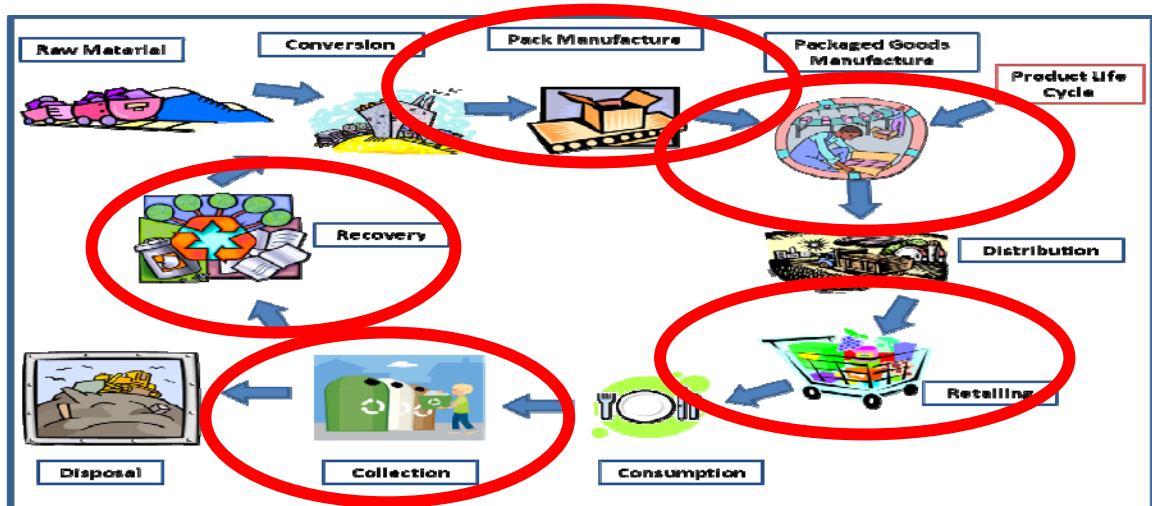 Raw Material
Conversion
Pack Manufacture
Packaged Goods
Manufacture
Product Life
Cycle
Recovery
Distribution
Retailing
Disposal
Collection
Consumption